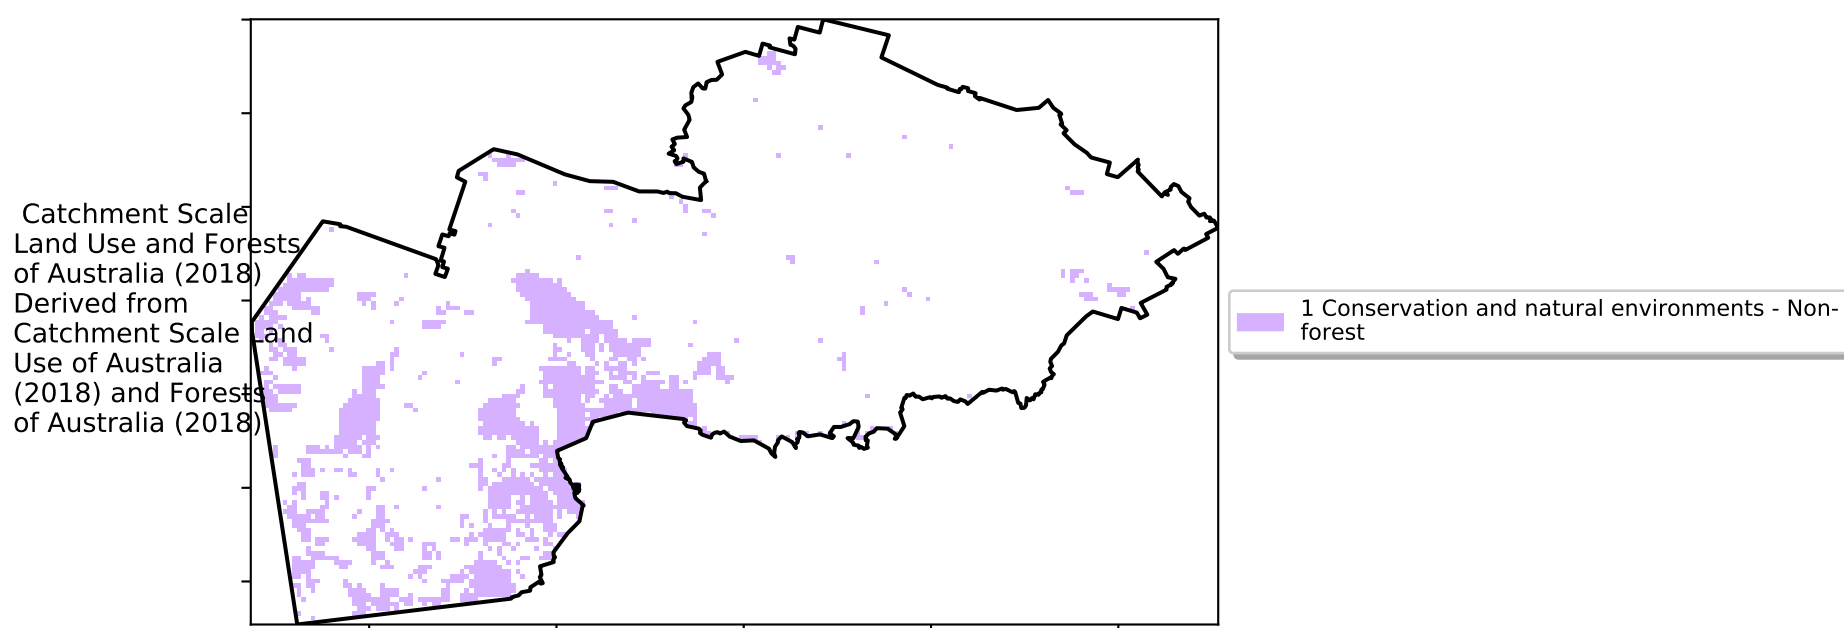 Catchment Scale
Land Use and Forests
of Australia (2018)
Derived from
Catchment Scale Land
Use of Australia
(2018) and Forests
of Australia (2018)
1 Conservation and natural environments - Non-
forest